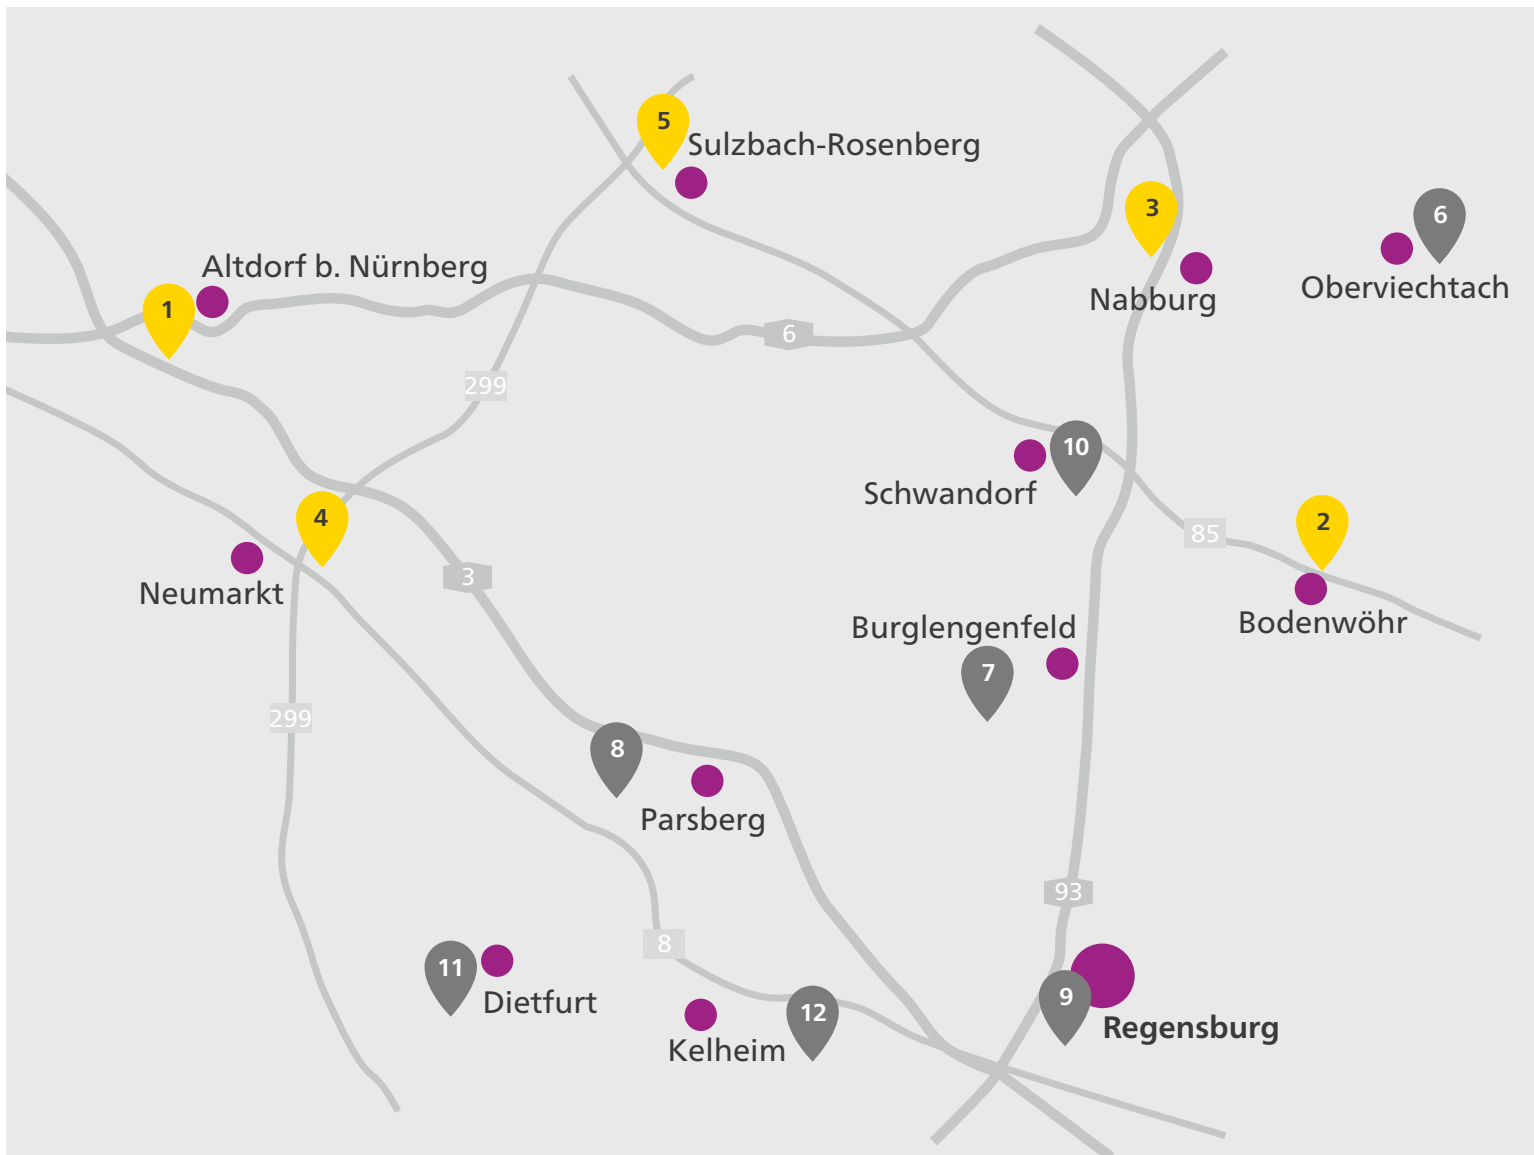 5
Sulzbach-Rosenberg
3
6
Altdorf b. Nürnberg
Nabburg
Oberviechtach
1
6
299
10
Schwandorf
4
2
85
3
Neumarkt
Bodenwöhr
Burglengenfeld
7
299
8
Parsberg
93
8
11
9
Dietfurt
12
Regensburg
Kelheim